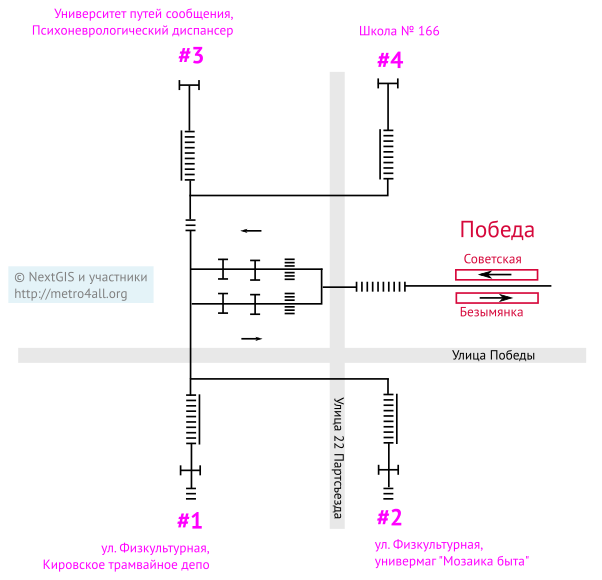 Университет путей сообщения,
Психоневрологический диспансер
#3
Школа № 166
#4
Победа
Советская
Безымянка
© NextGIS и участники
http://metro4all.org
Улица Победы
Улица 22 Партсъезда
#1
ул. Физкультурная,
Кировское трамвайное депо
#2
ул. Физкультурная,
универмаг "Мозаика быта"